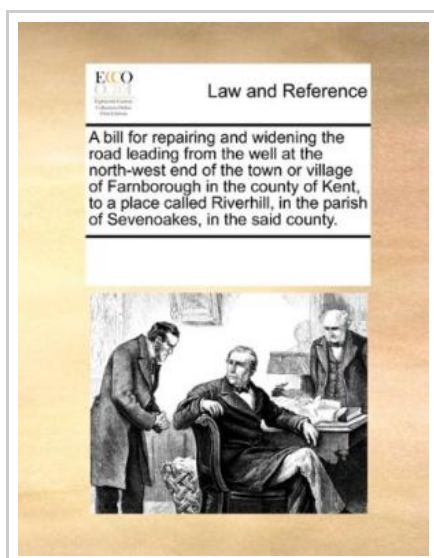 ECCO
Law and Reference
A bill for repairing and widening the
road leading from the well at the
north-west end of the town or village
of Farnborough in the county of Kent,
to a place called Riverhill, in the parish
of Sevenoakes, in the said county.